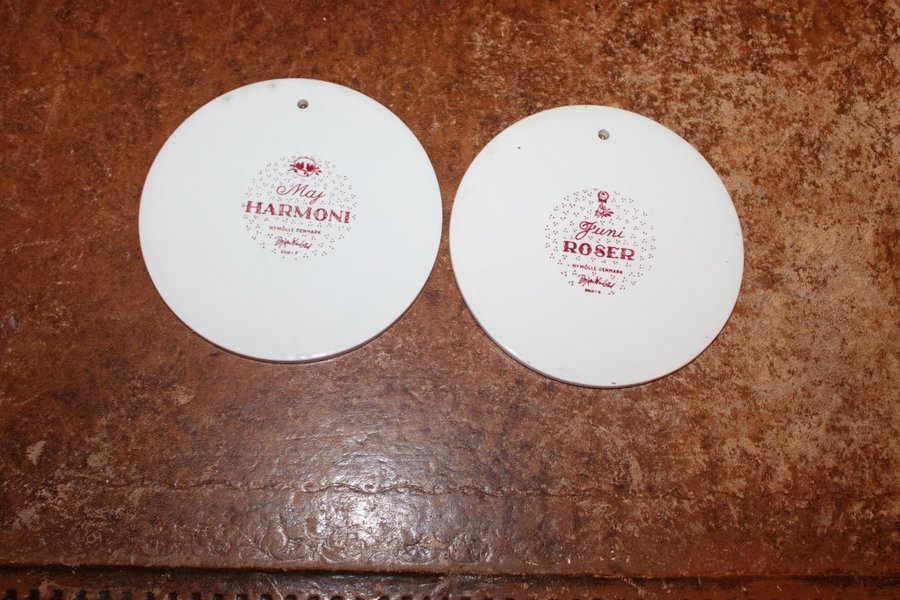 Maj
HARMONI
NYMÖLLE DENMARK
Juni
ROSER
NYMÖLLE DENMARK